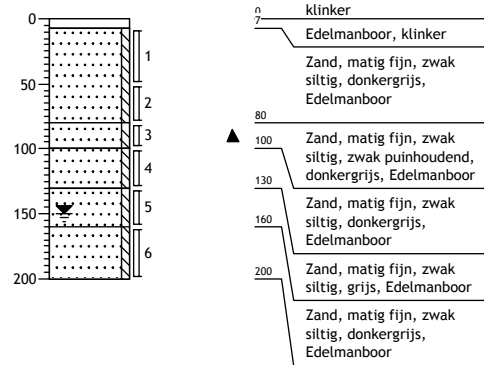 0
50
100
150
200
1
2
3
4
5
6
0
klinker
7
Edelmanboor, klinker
Zand, matig fijn, zwak
siltig, donkergrijs,
Edelmanboor
80
Zand, matig fijn, zwak
siltig, zwak puinhoudend,
donkergrijs, Edelmanboor
100
Zand, matig fijn, zwak
siltig, donkergrijs,
Edelmanboor
130
Zand, matig fijn, zwak
siltig, grijs, Edelmanboor
160
Zand, matig fijn, zwak
siltig, donkergrijs,
Edelmanboor
200